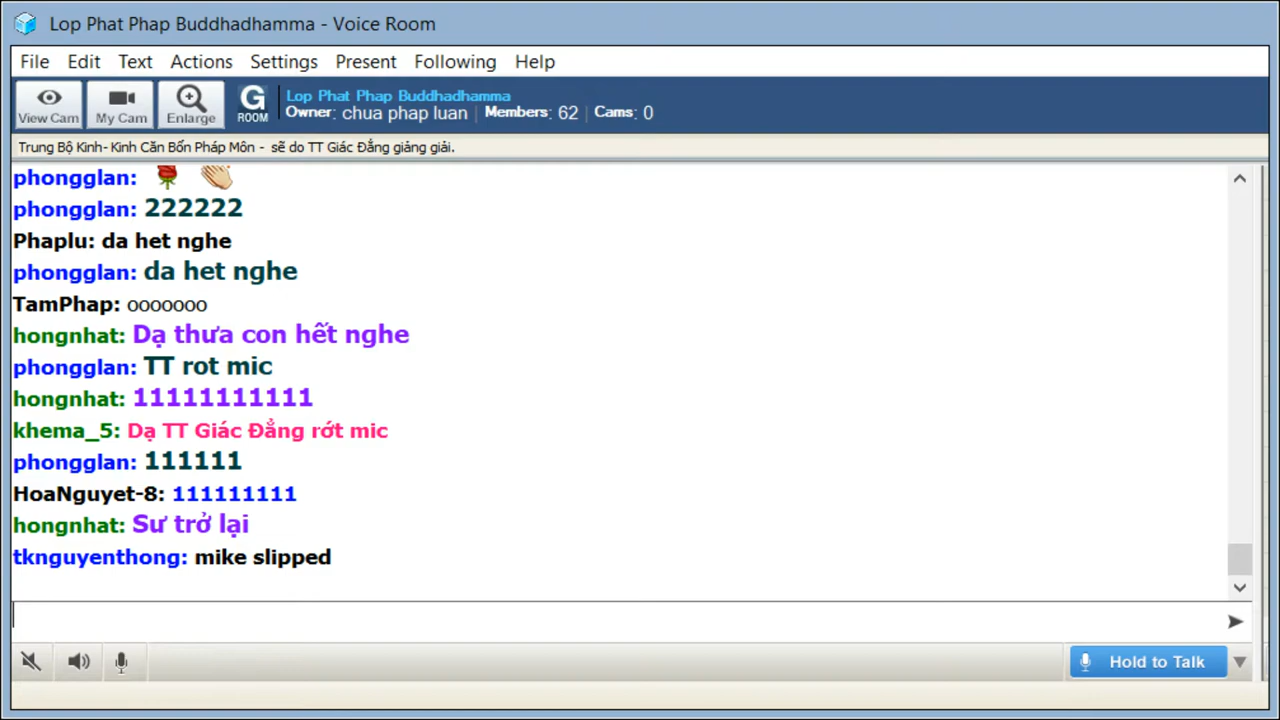 Lop Phat Phap Buddhadhamma - Voice Room
File Edit Text Actions Settings Present Following Help
View Cam My Cam Enlarge G ROOM Lop Phat Phap Buddhadhamma
Owner: chua phap luan | Members: 62 | Cams: 0
Trung Bộ Kinh- Kinh Căn Bổn Pháp Môn - sẽ do TT Giác Đẳng giảng giải.
phongglan:
phongglan: 222222
Phaplu: da het nghe
phongglan: da het nghe
TamPhap: ooooooo
hongnhat: Dạ thưa con hết nghe
phongglan: TT rot mic
hongnhat: 11111111111
khema_5: Dạ TT Giác Đẳng rớt mic
phongglan: 111111
HoaNguyet-8: 111111111
hongnhat: Sư trở lại
tknguyenthong: mike slipped
Hold to Talk